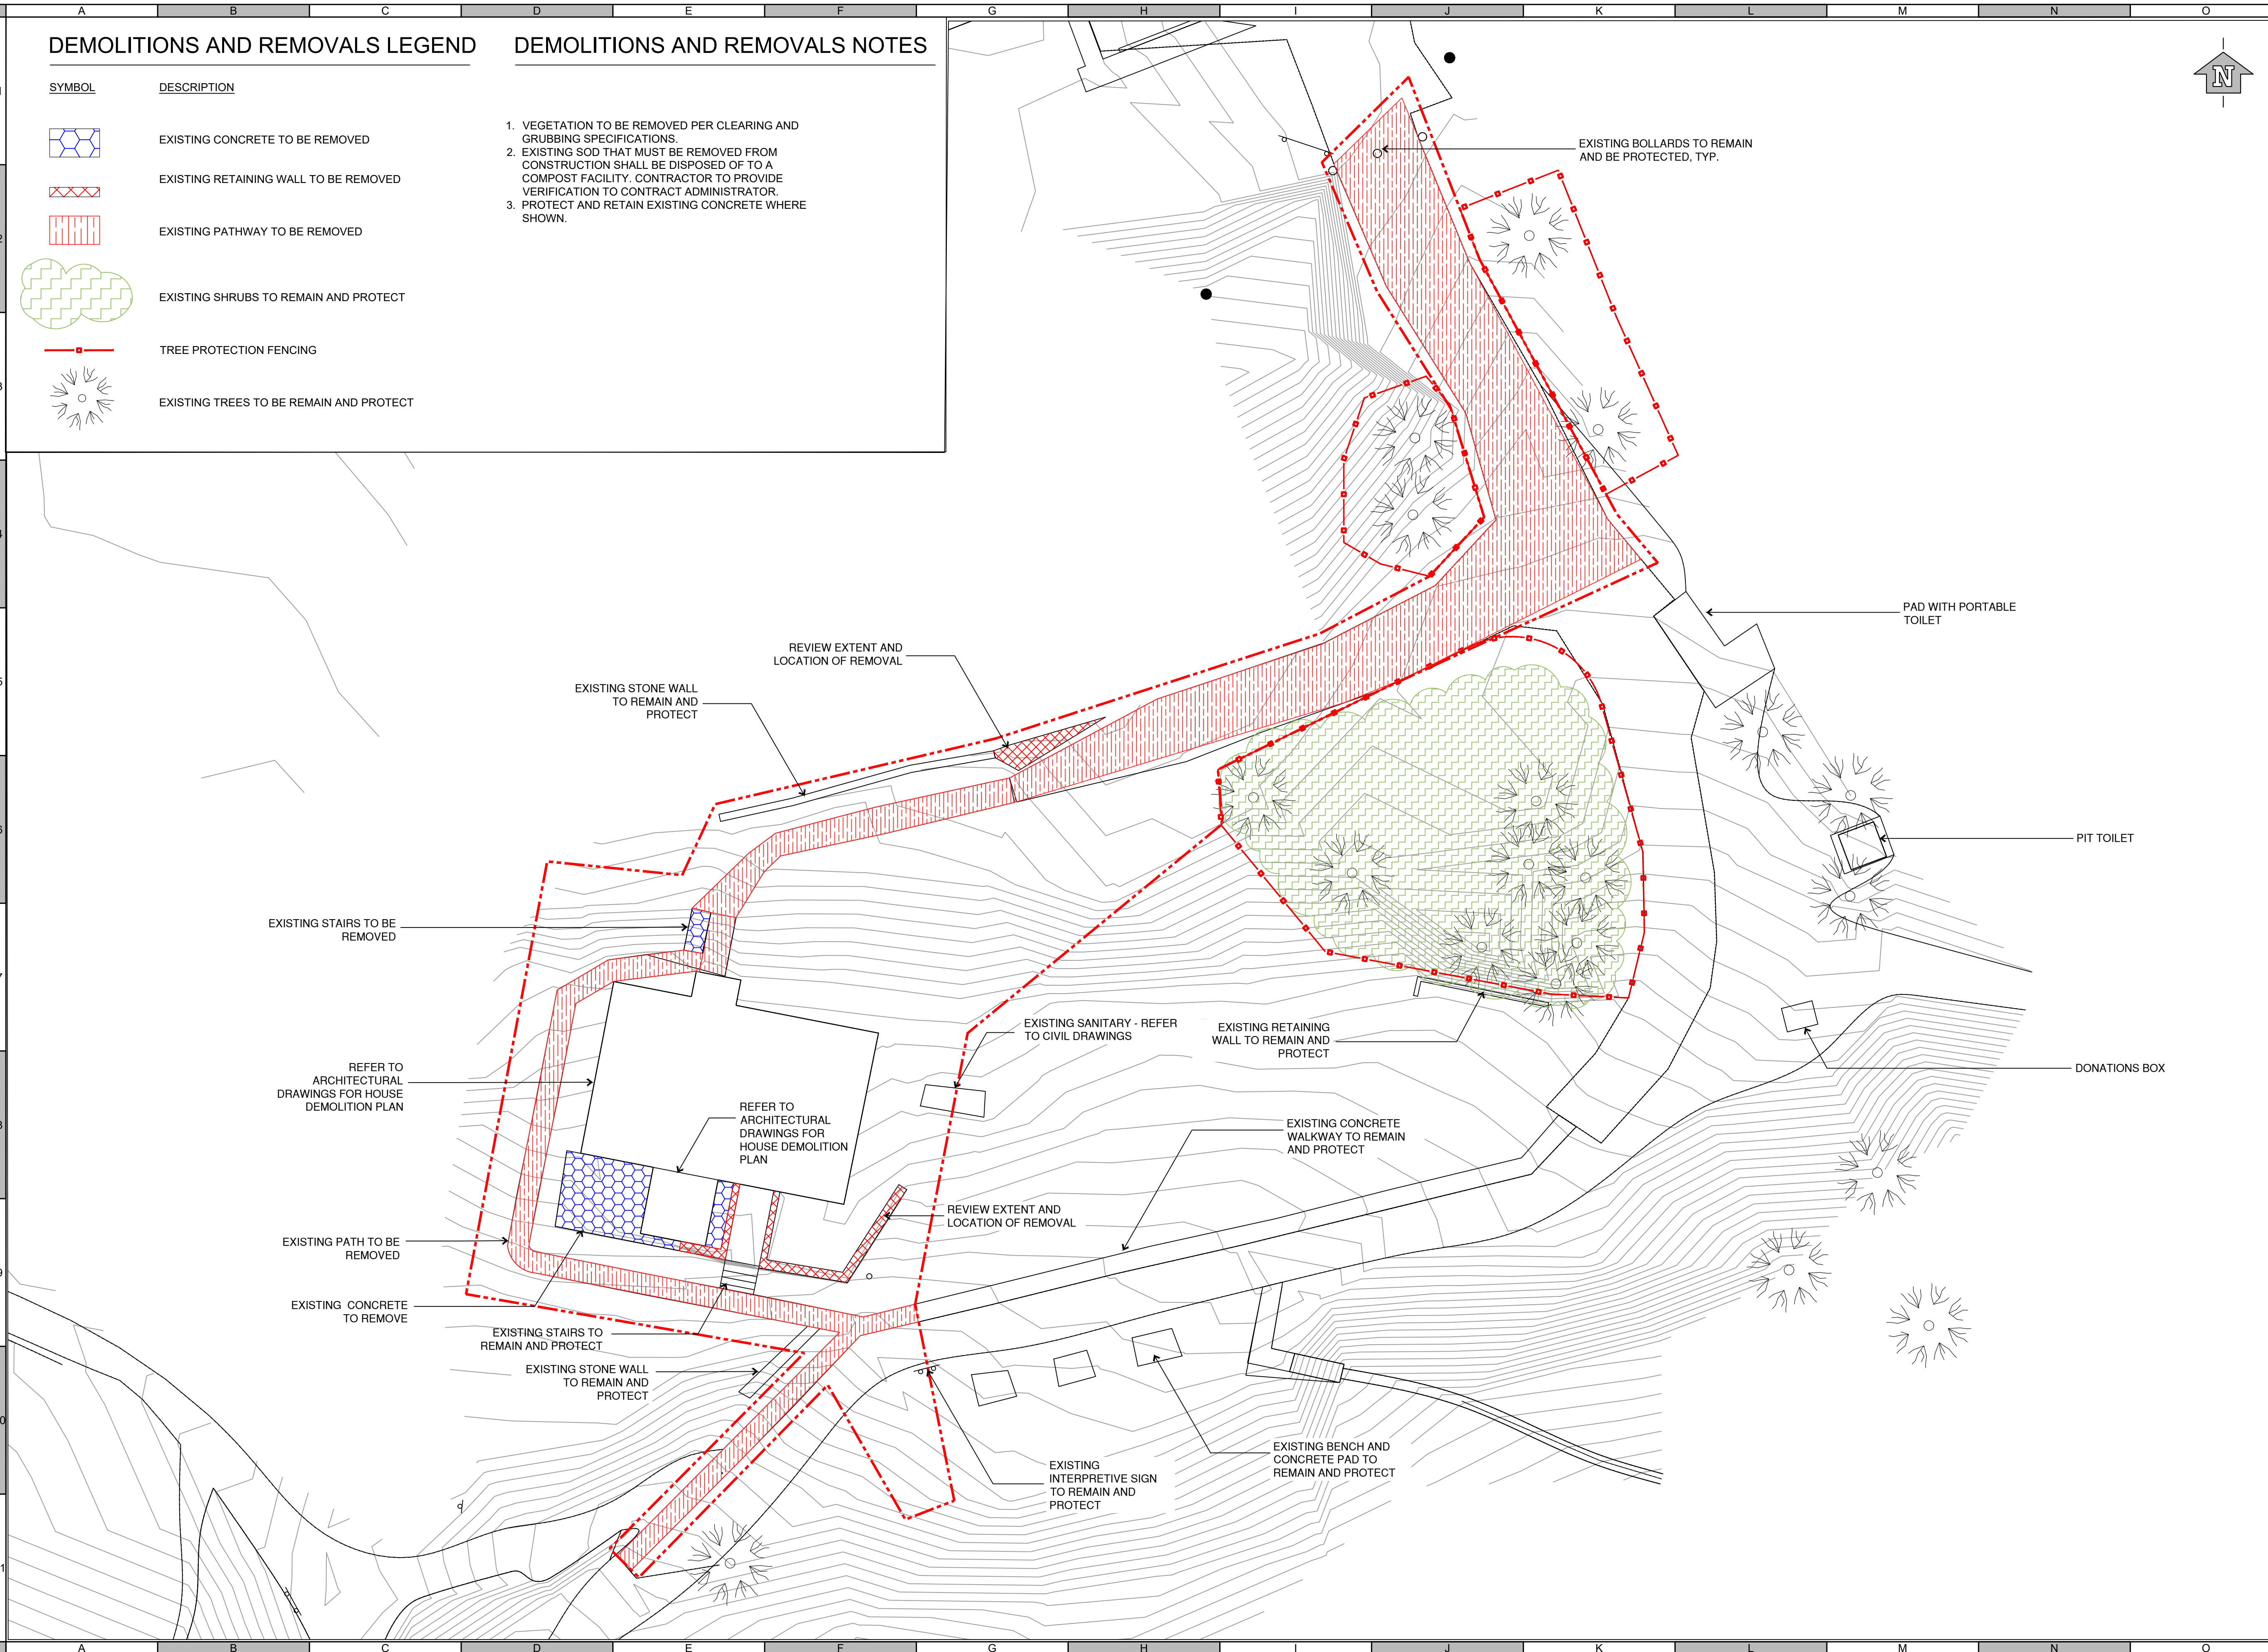 A B C D E F G H I J K L M N O
DEMOLITIONS AND REMOVALS LEGEND
SYMBOL DESCRIPTION
EXISTING CONCRETE TO BE REMOVED
EXISTING RETAINING WALL TO BE REMOVED
EXISTING PATHWAY TO BE REMOVED
EXISTING SHRUBS TO REMAIN AND PROTECT
TREE PROTECTION FENCING
EXISTING TREES TO BE REMAIN AND PROTECT
DEMOLITIONS AND REMOVALS NOTES
1. VEGETATION TO BE REMOVED PER CLEARING AND
GRUBBING SPECIFICATIONS.
2. EXISTING SOD THAT MUST BE REMOVED FROM
CONSTRUCTION SHALL BE DISPOSED OF TO A
COMPOST FACILITY. CONTRACTOR TO PROVIDE
VERIFICATION TO CONTRACT ADMINISTRATOR.
3. PROTECT AND RETAIN EXISTING CONCRETE WHERE
SHOWN.
N
EXISTING BOLLARDS TO REMAIN
AND BE PROTECTED, TYP.
PAD WITH PORTABLE
TOILET
REVIEW EXTENT AND
LOCATION OF REMOVAL
EXISTING STONE WALL
TO REMAIN AND
PROTECT
PIT TOILET
EXISTING STAIRS TO BE
REMOVED
EXISTING SANITARY - REFER
TO CIVIL DRAWINGS
EXISTING RETAINING
WALL TO REMAIN AND
PROTECT
DONATIONS BOX
REFER TO
ARCHITECTURAL
DRAWINGS FOR HOUSE
DEMOLITION PLAN
REFER TO
ARCHITECTURAL
DRAWINGS FOR
HOUSE DEMOLITION
PLAN
EXISTING CONCRETE
WALKWAY TO REMAIN
AND PROTECT
REVIEW EXTENT AND
LOCATION OF REMOVAL
EXISTING PATH TO BE
REMOVED
EXISTING CONCRETE
TO REMOVE
EXISTING STAIRS TO
REMAIN AND PROTECT
EXISTING STONE WALL
TO REMAIN AND
PROTECT
EXISTING BENCH AND
CONCRETE PAD TO
REMAIN AND PROTECT
EXISTING
INTERPRETIVE SIGN
TO REMAIN AND
PROTECT
A B C D E F G H I J K L M N O